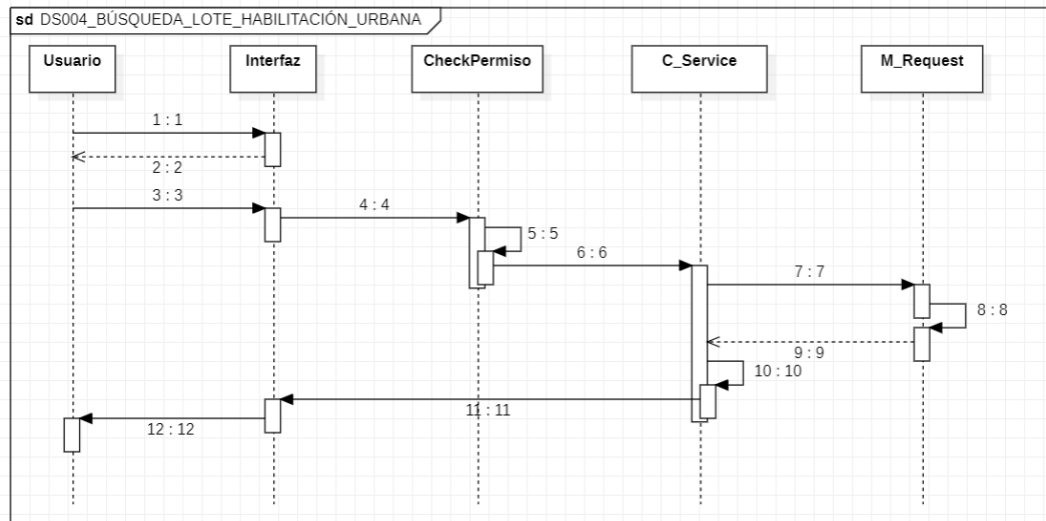 sd DS004_BÚSQUEDA_LOTE_HABILITACIÓN_URBANA
Usuario
Interfaz
CheckPermiso
C_Service
M_Request
1 : 1
2 : 2
3 : 3
4 : 4
5 : 5
6 : 6
7 : 7
8 : 8
9 : 9
10 : 10
11 : 11
12 : 12